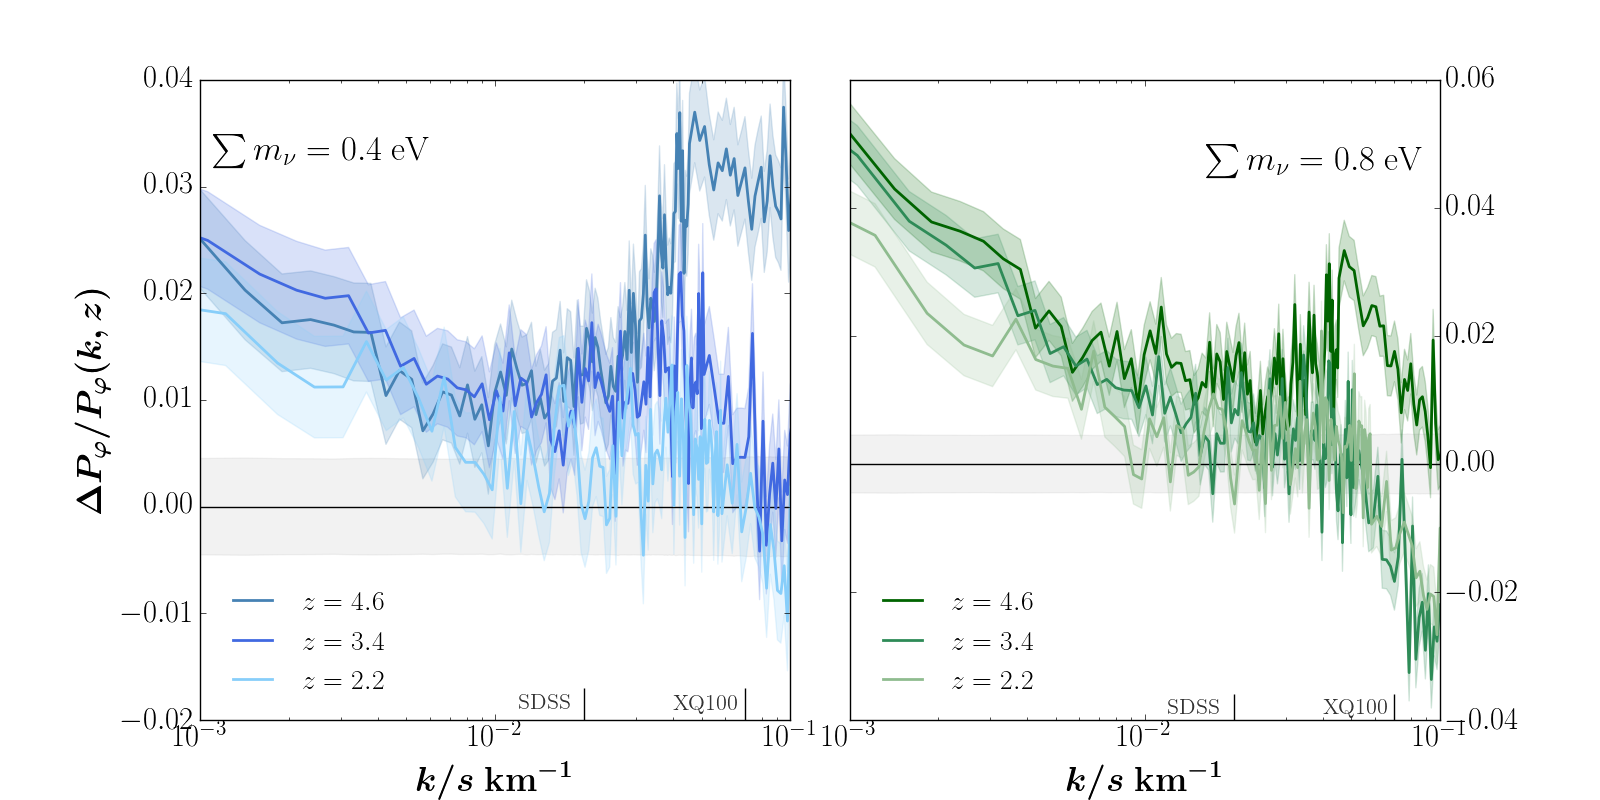 0.04
0.03
0.02
0.01
0.00
−0.01
−0.02
ΔP_φ/P_φ(k, z)
∑ m_ν = 0.4 eV
z = 4.6
z = 3.4
z = 2.2
SDSS
XQ100
10⁻³
10⁻²
10⁻¹
k/s km⁻¹
∑ m_ν = 0.8 eV
z = 4.6
z = 3.4
z = 2.2
SDSS
XQ100
10⁻³
10⁻²
10⁻¹
k/s km⁻¹
0.06
0.04
0.02
0.00
−0.02
−0.04